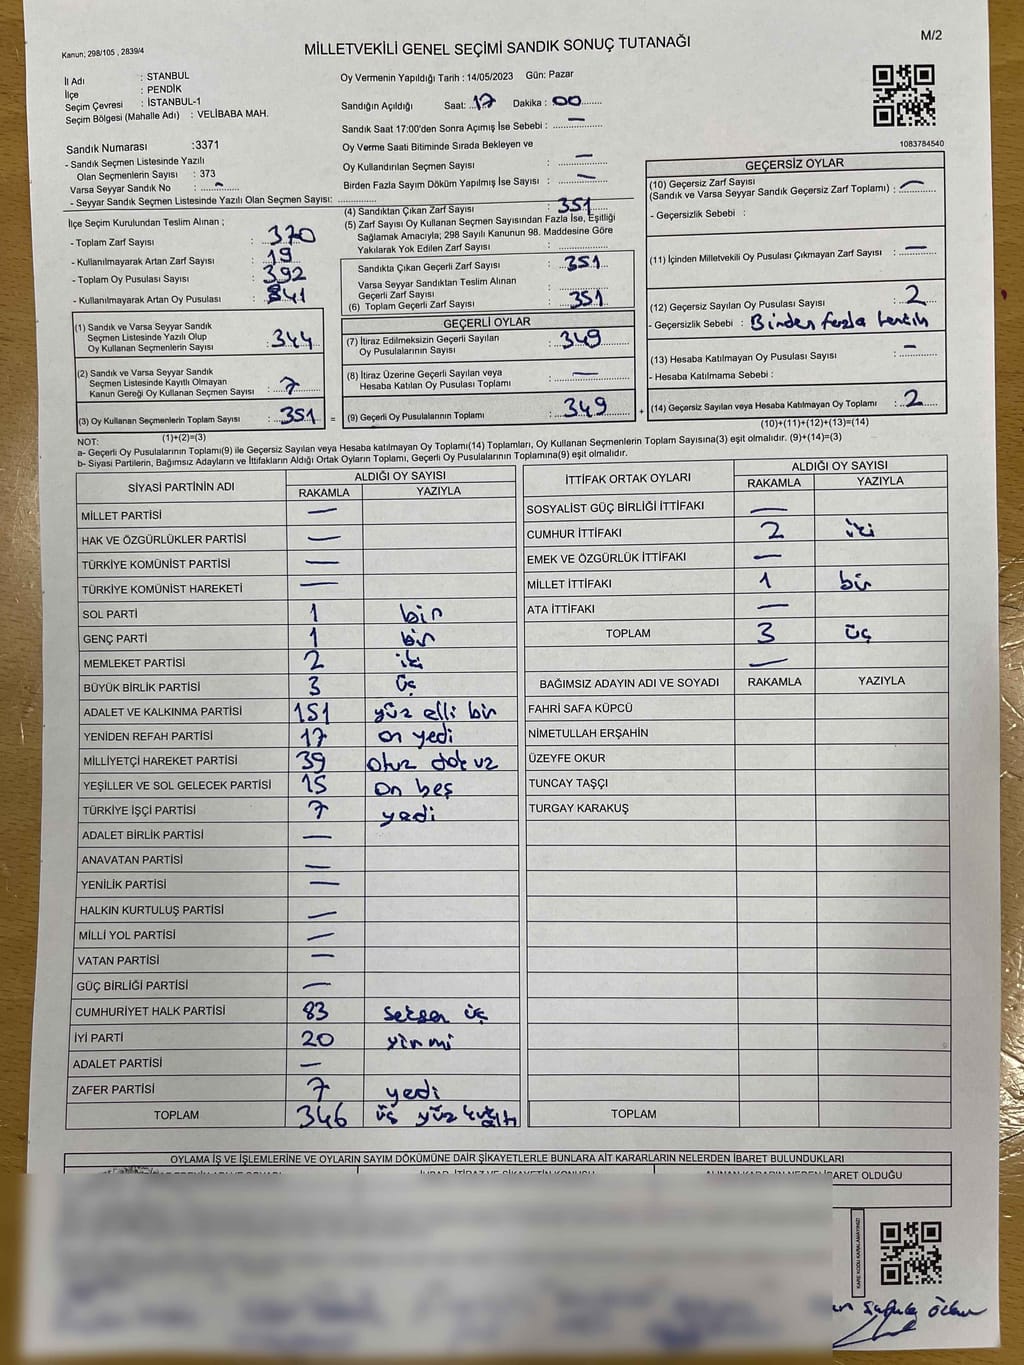 Kanun; 298/105 , 2839/4
MİLLETVEKİLİ GENEL SEÇİMİ SANDIK SONUÇ TUTANAĞI
M/2
İl Adı : STANBUL
İlçe : PENDİK
Seçim Çevresi : İSTANBUL-1
Seçim Bölgesi (Mahalle Adı) : VELİBABA MAH.
Oy Vermenin Yapıldığı Tarih : 14/05/2023 Gün: Pazar
Sandığın Açıldığı Saat: 17 Dakika : 00
Sandık Saat 17:00'den Sonra Açımış İse Sebebi : —
Oy Verme Saati Bitiminde Sırada Bekleyen ve
Oy Kullandırılan Seçmen Sayısı : —
Birden Fazla Sayım Döküm Yapılmış İse Sayısı : —
1083784540
Sandık Numarası :3371
- Sandık Seçmen Listesinde Yazılı
Olan Seçmenlerin Sayısı : 373
Varsa Seyyar Sandık No : —
- Seyyar Sandık Seçmen Listesinde Yazılı Olan Seçmen Sayısı:
İlçe Seçim Kurulundan Teslim Alınan ;
- Toplam Zarf Sayısı : 370
- Kullanılmayarak Artan Zarf Sayısı : 19
- Toplam Oy Pusulası Sayısı : 392
- Kullanılmayarak Artan Oy Pusulası : 41
(1) Sandık ve Varsa Seyyar Sandık
Seçmen Listesinde Yazılı Olup
Oy Kullanan Seçmenlerin Sayısı : 344
(2) Sandık ve Varsa Seyyar Sandık
Seçmen Listesinde Kayıtlı Olmayan
Kanun Gereği Oy Kullanan Seçmen Sayısı : 7
(3) Oy Kullanan Seçmenlerin Toplam Sayısı : 351 =
(1)+(2)=(3)
(4) Sandıktan Çıkan Zarf Sayısı : 351
(5) Zarf Sayısı Oy Kullanan Seçmen Sayısından Fazla İse, Eşitliği
Sağlamak Amacıyla; 298 Sayılı Kanunun 98. Maddesine Göre
Yakılarak Yok Edilen Zarf Sayısı :
Sandıkta Çıkan Geçerli Zarf Sayısı : 351
Varsa Seyyar Sandıktan Teslim Alınan
Geçerli Zarf Sayısı :
(6) Toplam Geçerli Zarf Sayısı : 351
GEÇERLİ OYLAR
(7) İtiraz Edilmeksizin Geçerli Sayılan
Oy Pusulalarının Sayısı : 349
(8) İtiraz Üzerine Geçerli Sayılan veya
Hesaba Katılan Oy Pusulası Toplamı : —
(9) Geçerli Oy Pusulalarının Toplamı : 349 +
GEÇERSİZ OYLAR
(10) Geçersiz Zarf Sayısı
(Sandık ve Varsa Seyyar Sandık Geçersiz Zarf Toplamı) : —
- Geçersizlik Sebebi :
(11) İçinden Milletvekili Oy Pusulası Çıkmayan Zarf Sayısı : —
(12) Geçersiz Sayılan Oy Pusulası Sayısı : 2
- Geçersizlik Sebebi : Birden fazla tercih
(13) Hesaba Katılmayan Oy Pusulası Sayısı : —
- Hesaba Katılmama Sebebi :
(14) Geçersiz Sayılan veya Hesaba Katılmayan Oy Toplamı : 2
(10)+(11)+(12)+(13)=(14)
NOT:
a- Geçerli Oy Pusulalarının Toplamı(9) ile Geçersiz Sayılan veya Hesaba katılmayan Oy Toplamı(14) Toplamları, Oy Kullanan Seçmenlerin Toplam Sayısına(3) eşit olmalıdır. (9)+(14)=(3)
b- Siyasi Partilerin, Bağımsız Adayların ve İttifakların Aldığı Ortak Oyların Toplamı, Geçerli Oy Pusulalarının Toplamına(9) eşit olmalıdır.
SİYASİ PARTİNİN ADI ALDIĞI OY SAYISI
RAKAMLA YAZIYLA
MİLLET PARTİSİ —
HAK VE ÖZGÜRLÜKLER PARTİSİ —
TÜRKİYE KOMÜNİST PARTİSİ —
TÜRKİYE KOMÜNİST HAREKETİ —
SOL PARTİ 1 bir
GENÇ PARTİ 1 bir
MEMLEKET PARTİSİ 2 iki
BÜYÜK BİRLİK PARTİSİ 3 üç
ADALET VE KALKINMA PARTİSİ 151 yüz elli bir
YENİDEN REFAH PARTİSİ 17 on yedi
MİLLİYETÇİ HAREKET PARTİSİ 39 otuz dokuz
YEŞİLLER VE SOL GELECEK PARTİSİ 15 on beş
TÜRKİYE İŞÇİ PARTİSİ 7 yedi
ADALET BİRLİK PARTİSİ —
ANAVATAN PARTİSİ —
YENİLİK PARTİSİ —
HALKIN KURTULUŞ PARTİSİ —
MİLLİ YOL PARTİSİ —
VATAN PARTİSİ —
GÜÇ BİRLİĞİ PARTİSİ —
CUMHURİYET HALK PARTİSİ 83 seksen üç
İYİ PARTİ 20 yirmi
ADALET PARTİSİ —
ZAFER PARTİSİ 7 yedi
TOPLAM 346 üç yüz kırk altı
İTTİFAK ORTAK OYLARI ALDIĞI OY SAYISI
RAKAMLA YAZIYLA
SOSYALİST GÜÇ BİRLİĞİ İTTİFAKI —
CUMHUR İTTİFAKI 2 iki
EMEK VE ÖZGÜRLÜK İTTİFAKI —
MİLLET İTTİFAKI 1 bir
ATA İTTİFAKI —
TOPLAM 3 üç
—
BAĞIMSIZ ADAYIN ADI VE SOYADI RAKAMLA YAZIYLA
FAHRİ SAFA KÜPCÜ
NİMETULLAH ERŞAHİN
ÜZEYFE OKUR
TUNCAY TAŞÇI
TURGAY KARAKUŞ
TOPLAM
OYLAMA İŞ VE İŞLEMLERİNE VE OYLARIN SAYIM DÖKÜMÜNE DAİR ŞİKAYETLERLE BUNLARA AİT KARARLARIN NELERDEN İBARET BULUNDUKLARI
ALINAN KARARIN NEDEN İBARET OLDUĞU
KARE KODU KARALAMAYINIZ!